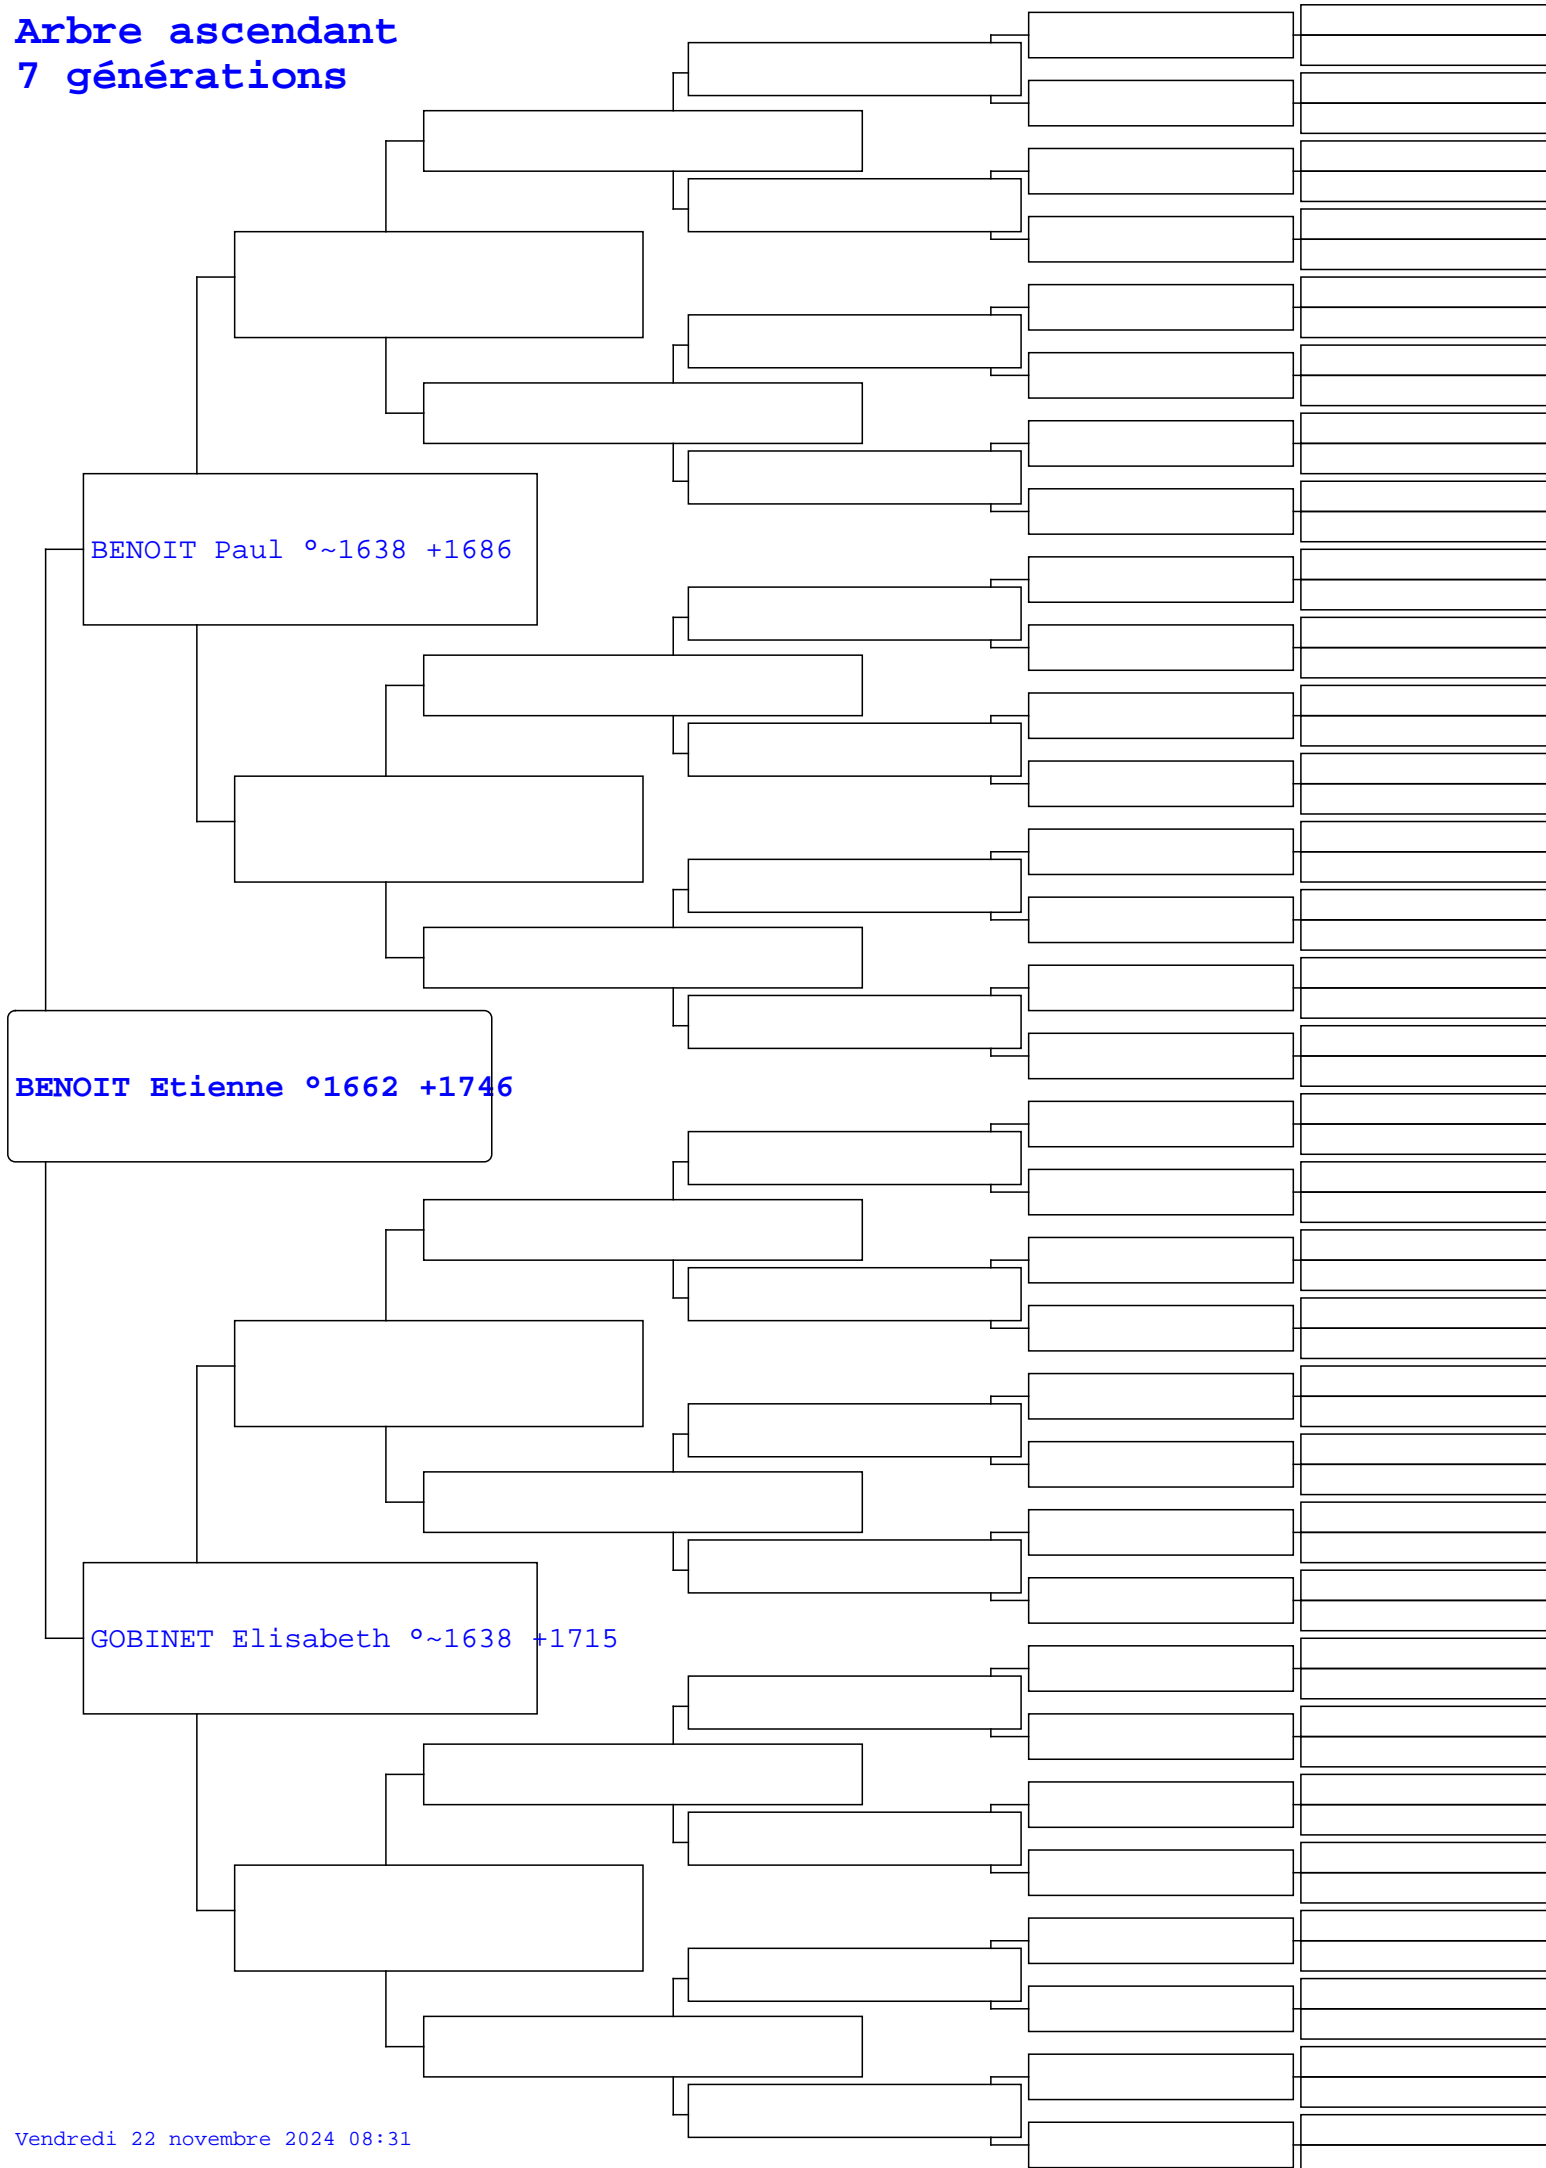 Arbre ascendant
7 générations
BENOIT Paul °~1638 +1686
BENOIT Etienne °1662 +1746
GOBINET Elisabeth °~1638 +1715
Vendredi 22 novembre 2024 08:31